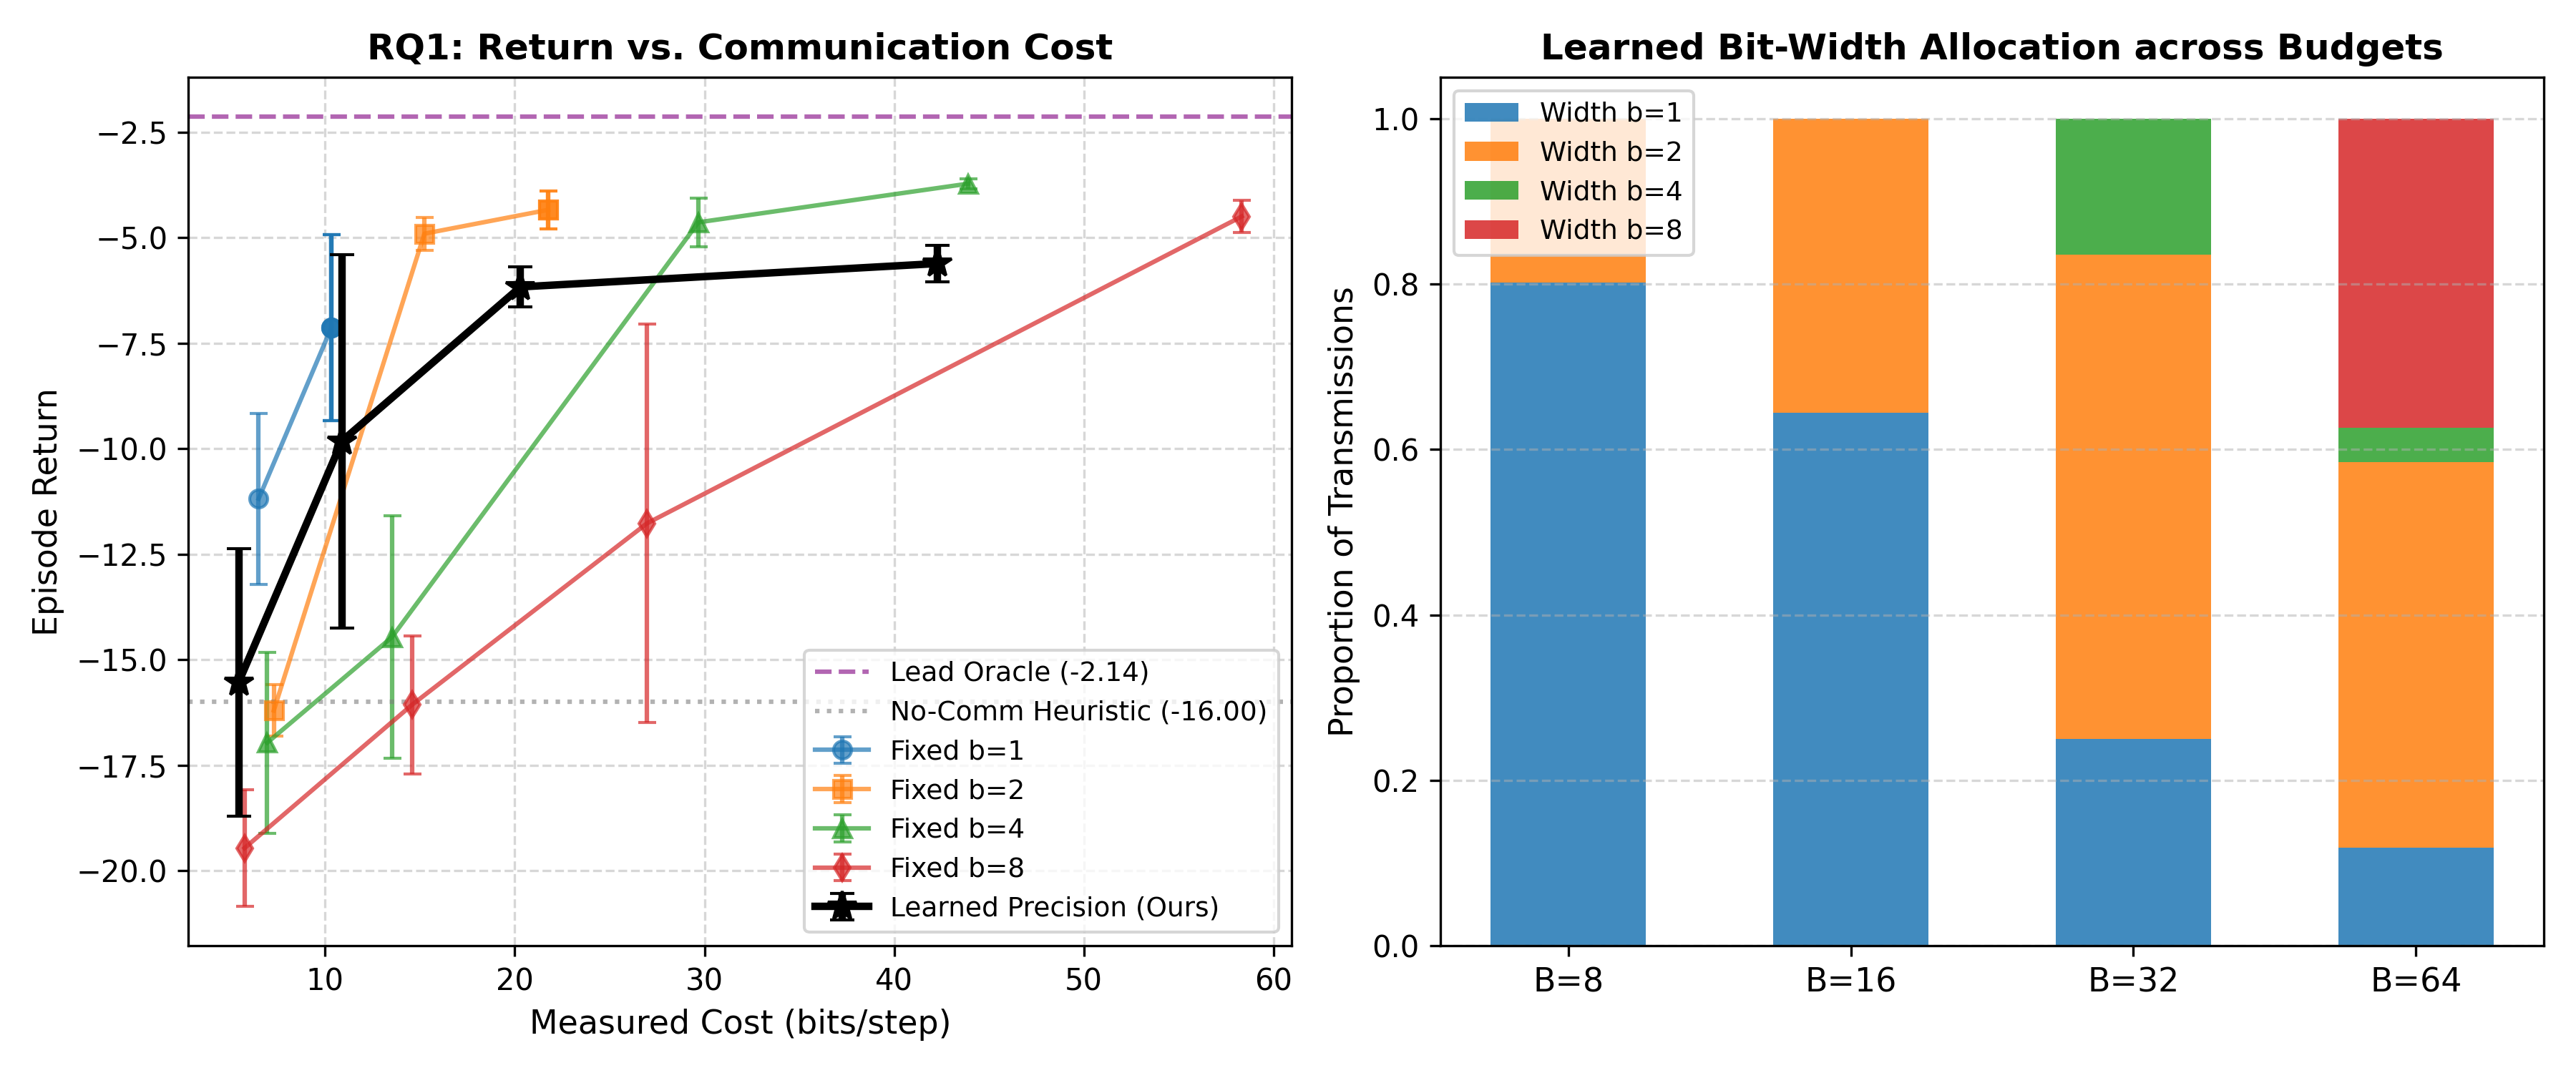 RQ1: Return vs. Communication Cost
Episode Return
−2.5
−5.0
−7.5
−10.0
−12.5
−15.0
−17.5
−20.0
10
20
30
40
50
60
Measured Cost (bits/step)
Lead Oracle (-2.14)
No-Comm Heuristic (-16.00)
Fixed b=1
Fixed b=2
Fixed b=4
Fixed b=8
Learned Precision (Ours)
Learned Bit-Width Allocation across Budgets
Proportion of Transmissions
1.0
0.8
0.6
0.4
0.2
0.0
Width b=1
Width b=2
Width b=4
Width b=8
B=8
B=16
B=32
B=64